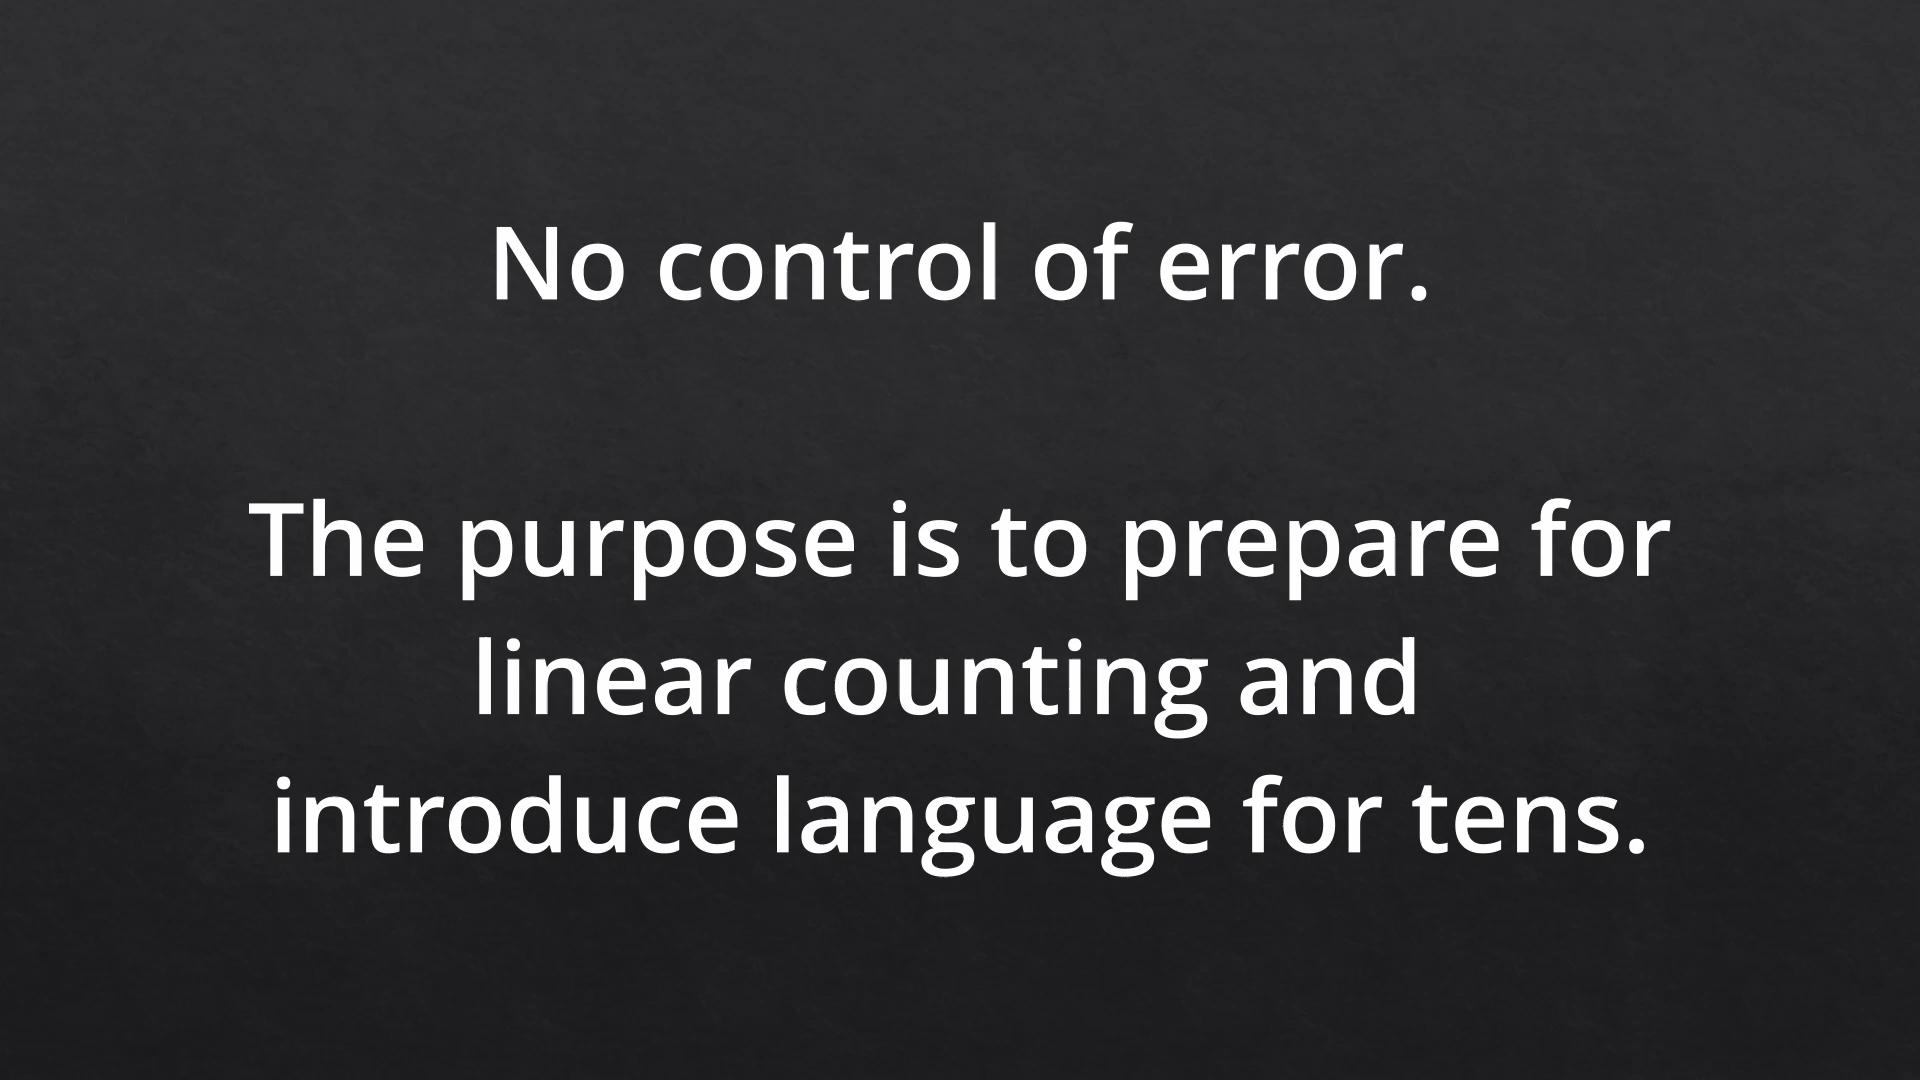 No control of error.
The purpose is to prepare for
linear counting and
introduce language for tens.